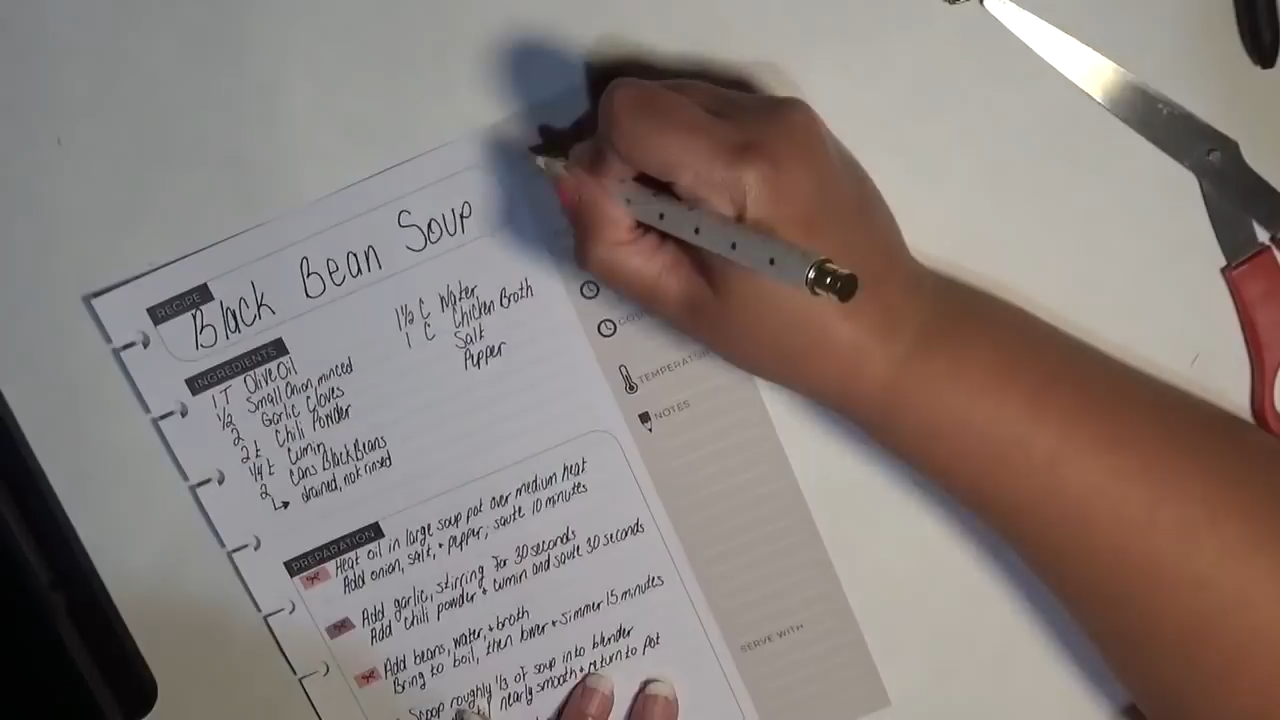 RECIPE
Black Bean Soup
INGREDIENTS
1 T Olive Oil
1/2 Small Onion, minced
2 Garlic Cloves
2 t Chili Powder
1/4 t Cumin
2 Cans Black Beans
↳ drained, not rinsed
1 1/2 C Water
1 C Chicken Broth
Salt
Pepper
PREPARATION
Heat oil in large soup pot over medium heat
Add onion, salt, + pepper; saute 10 minutes
Add garlic, stirring for 30 seconds
Add chili powder + cumin and saute 30 seconds
Add beans, water, + broth
Bring to boil, then lower + simmer 15 minutes
Scoop roughly 1/3 of soup into blender
nearly smooth + return to pot
TEMPERATURE
NOTES
SERVE WITH